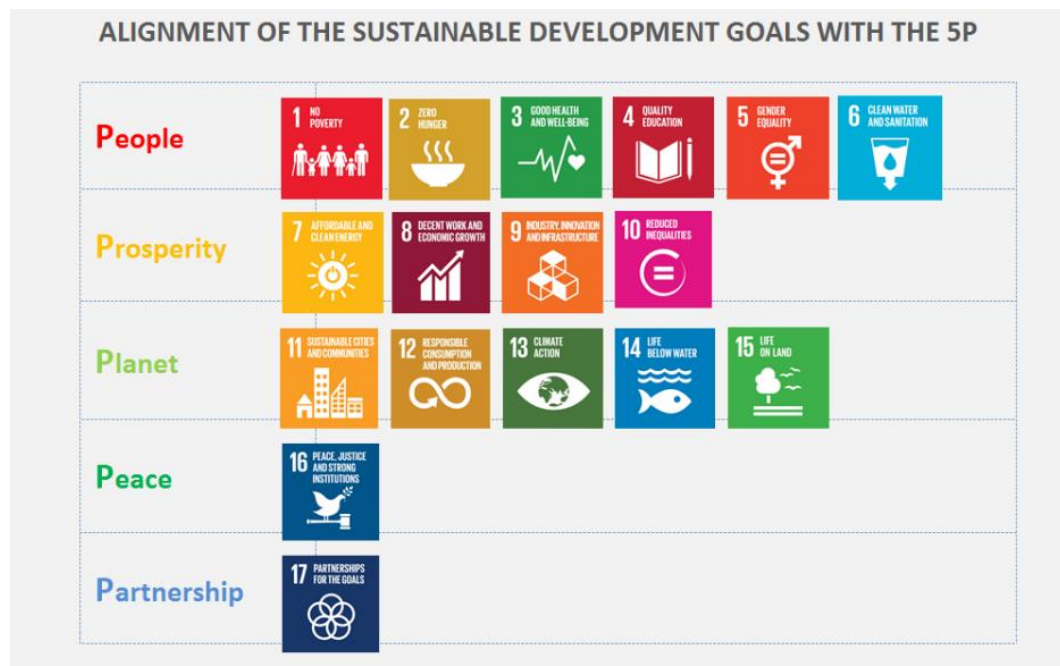 ALIGNMENT OF THE SUSTAINABLE DEVELOPMENT GOALS WITH THE 5P
People
1 NO
POVERTY
2 ZERO
HUNGER
3 GOOD HEALTH
AND WELL-BEING
4 QUALITY
EDUCATION
5 GENDER
EQUALITY
6 CLEAN WATER
AND SANITATION
Prosperity
7 AFFORDABLE AND
CLEAN ENERGY
8 DECENT WORK AND
ECONOMIC GROWTH
9 INDUSTRY, INNOVATION
AND INFRASTRUCTURE
10 REDUCED
INEQUALITIES
Planet
11 SUSTAINABLE CITIES
AND COMMUNITIES
12 RESPONSIBLE
CONSUMPTION
AND PRODUCTION
13 CLIMATE
ACTION
14 LIFE
BELOW WATER
15 LIFE
ON LAND
Peace
16 PEACE, JUSTICE
AND STRONG
INSTITUTIONS
Partnership
17 PARTNERSHIPS
FOR THE GOALS